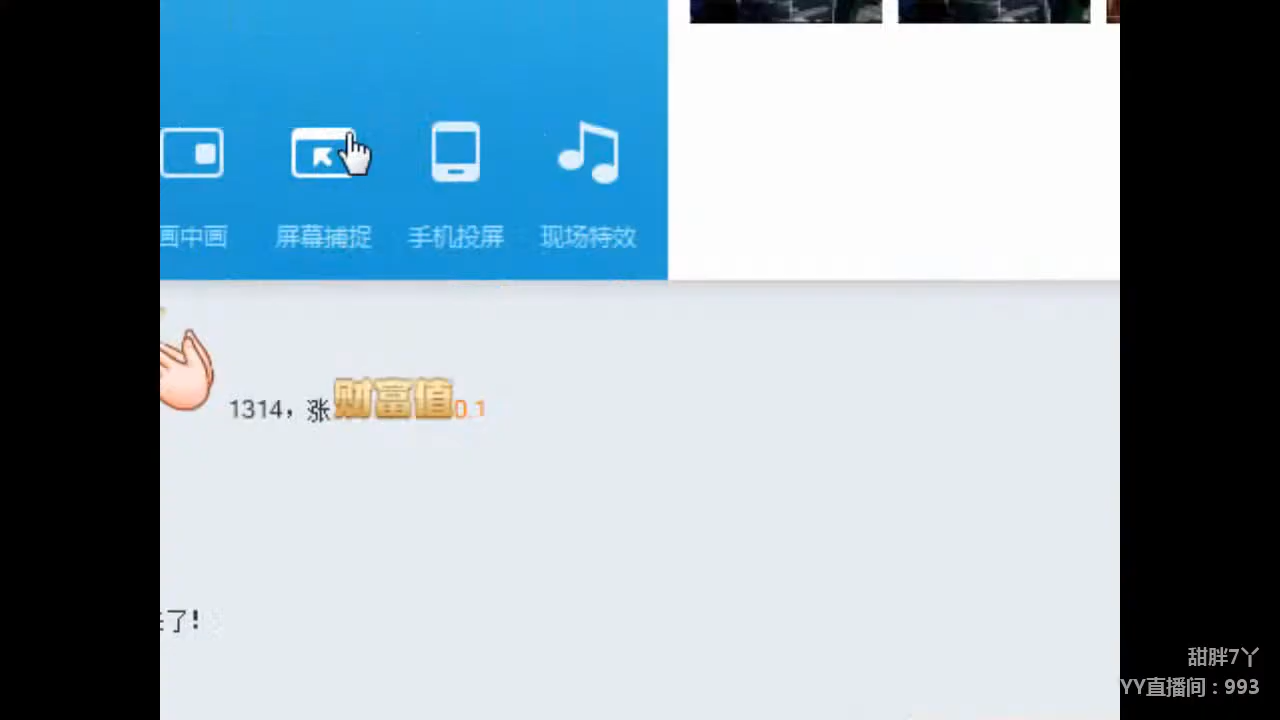 画中画 屏幕捕捉 手机投屏 现场特效
1314，涨财富值0.1
了！
甜胖7丫
YY直播间：993